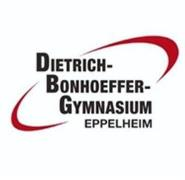 DIETRICH-
BONHOEFFER-
GYMNASIUM
EPPELHEIM